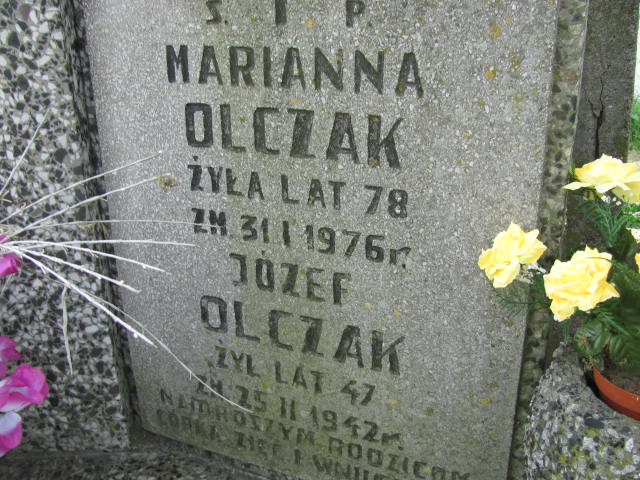 Ś. † P.
MARIANNA
OLCZAK
ŻYŁA LAT 78
ZM. 31 I 1976 r.
JÓZEF
OLCZAK
ŻYŁ LAT 47
ZM 25 II 1942 r.
NAJDROŻSZYM RODZICOM
CÓRKA ZIĘĆ I